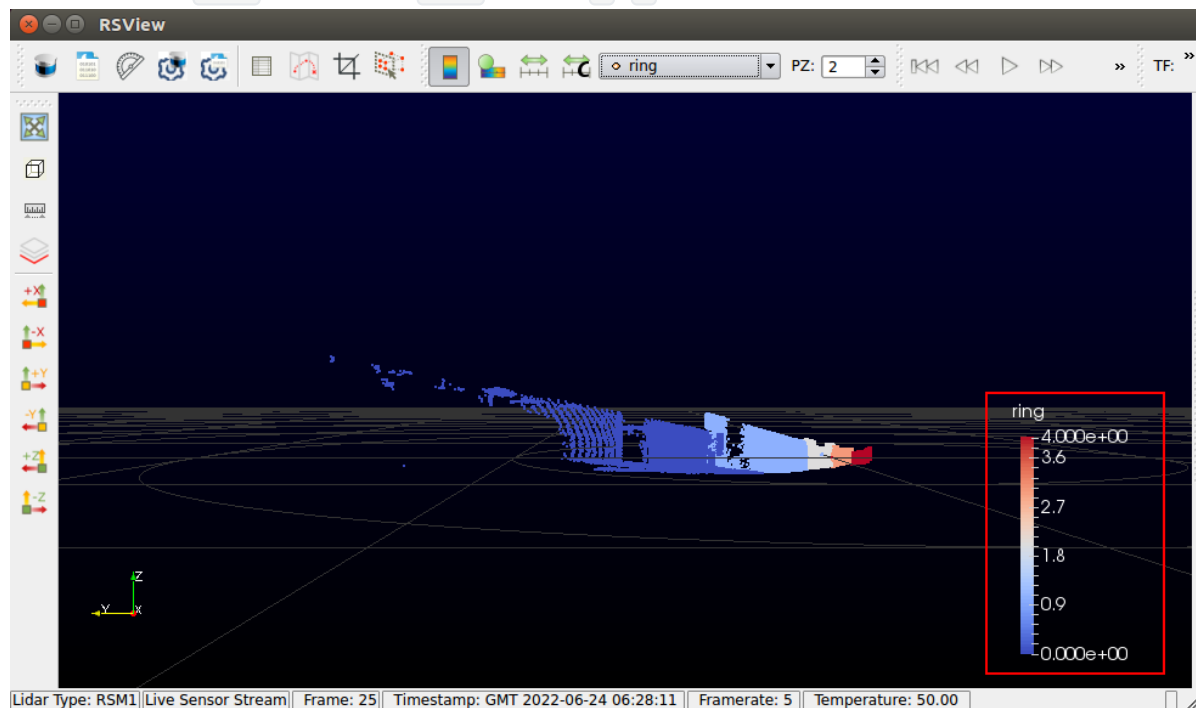 RSView
ring PZ: 2 » TF: »
+X
-X
+Y
-Y
+Z
-Z
ring
4.000e+00
3.6
2.7
1.8
0.9
0.000e+00
Z
Y X
Lidar Type: RSM1 Live Sensor Stream Frame: 25 Timestamp: GMT 2022-06-24 06:28:11 Framerate: 5 Temperature: 50.00